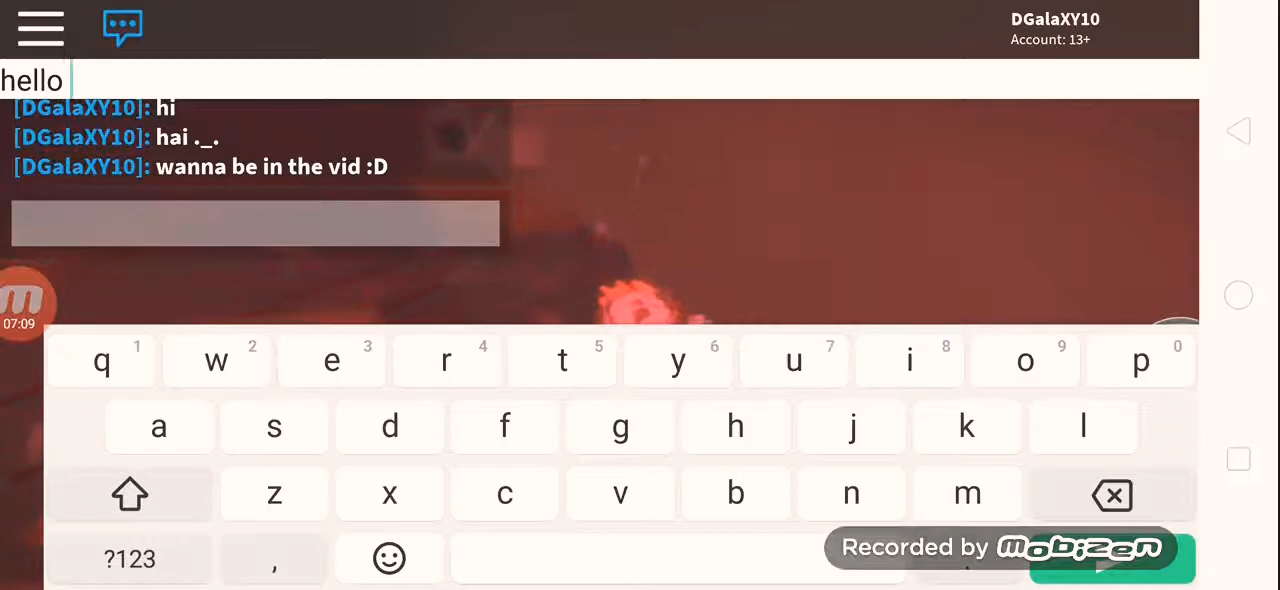 DGalaXY10
Account: 13+
hello
[DGalaXY10]: hi
[DGalaXY10]: hai ._.
[DGalaXY10]: wanna be in the vid :D
m
07:09
q 1 w 2 e 3 r 4 t 5 y 6 u 7 i 8 o 9 p 0
a s d f g h j k l
z x c v b n m
?123 , .
Recorded by mobizen